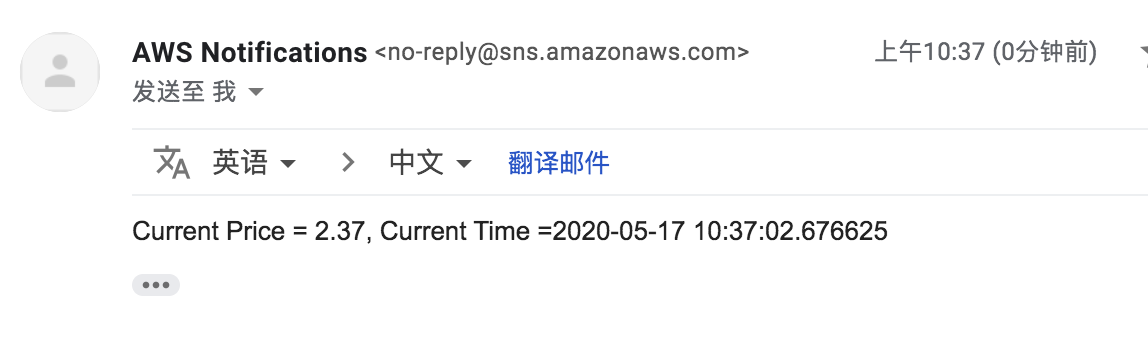 AWS Notifications <no-reply@sns.amazonaws.com> 上午10:37 (0分钟前)
发送至 我
英语 > 中文 翻译邮件
Current Price = 2.37, Current Time =2020-05-17 10:37:02.676625